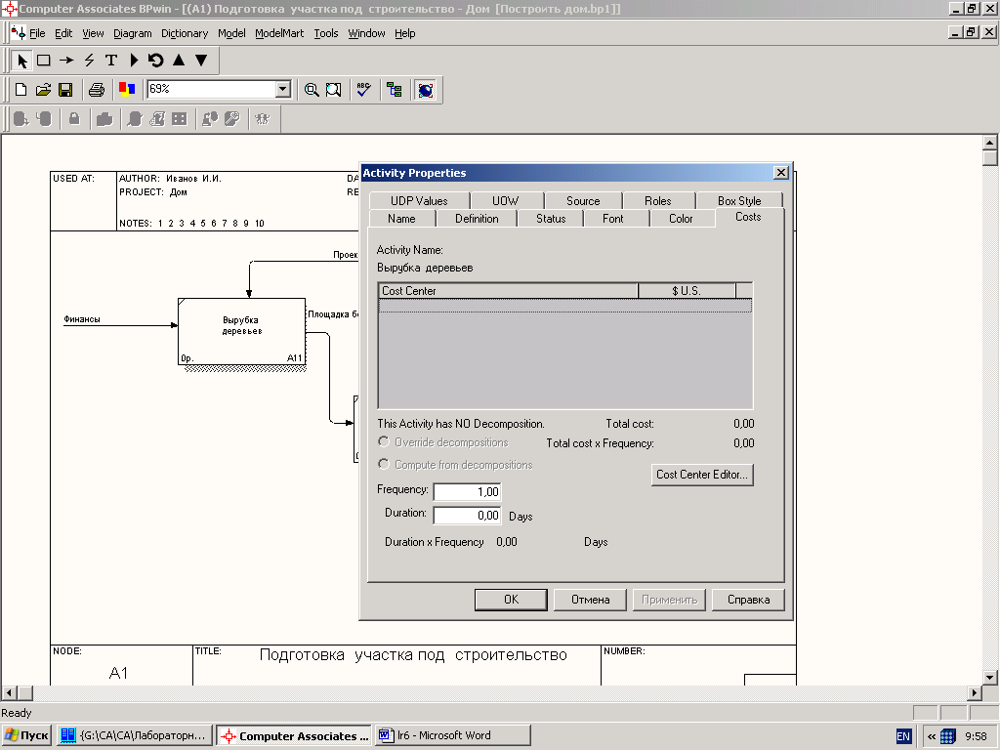 Computer Associates BPwin - [(A1) Подготовка участка под строительство - Дом [Построить дом.bp1]]
File Edit View Diagram Dictionary Model ModelMart Tools Window Help
T
69%
ABC
USED AT:
AUTHOR: Иванов И.И.
DA
PROJECT: Дом
RE
NOTES: 1 2 3 4 5 6 7 8 9 10
Проек
Финансы
Вырубка
деревьев
0р.
A11
Площадка б
Activity Properties
UDP Values UOW Source Roles Box Style
Name Definition Status Font Color Costs
Activity Name:
Вырубка деревьев
Cost Center $ U.S.
This Activity has NO Decomposition. Total cost: 0,00
Override decompositions Total cost x Frequency: 0,00
Compute from decompositions
Cost Center Editor...
Frequency: 1,00
Duration: 0,00 Days
Duration x Frequency 0,00 Days
OK Отмена Применить Справка
NODE:
A1
TITLE:
Подготовка участка под строительство
NUMBER:
Ready
Пуск {G:\CA\CA\Лабораторн... Computer Associates ... lr6 - Microsoft Word EN « 9:58